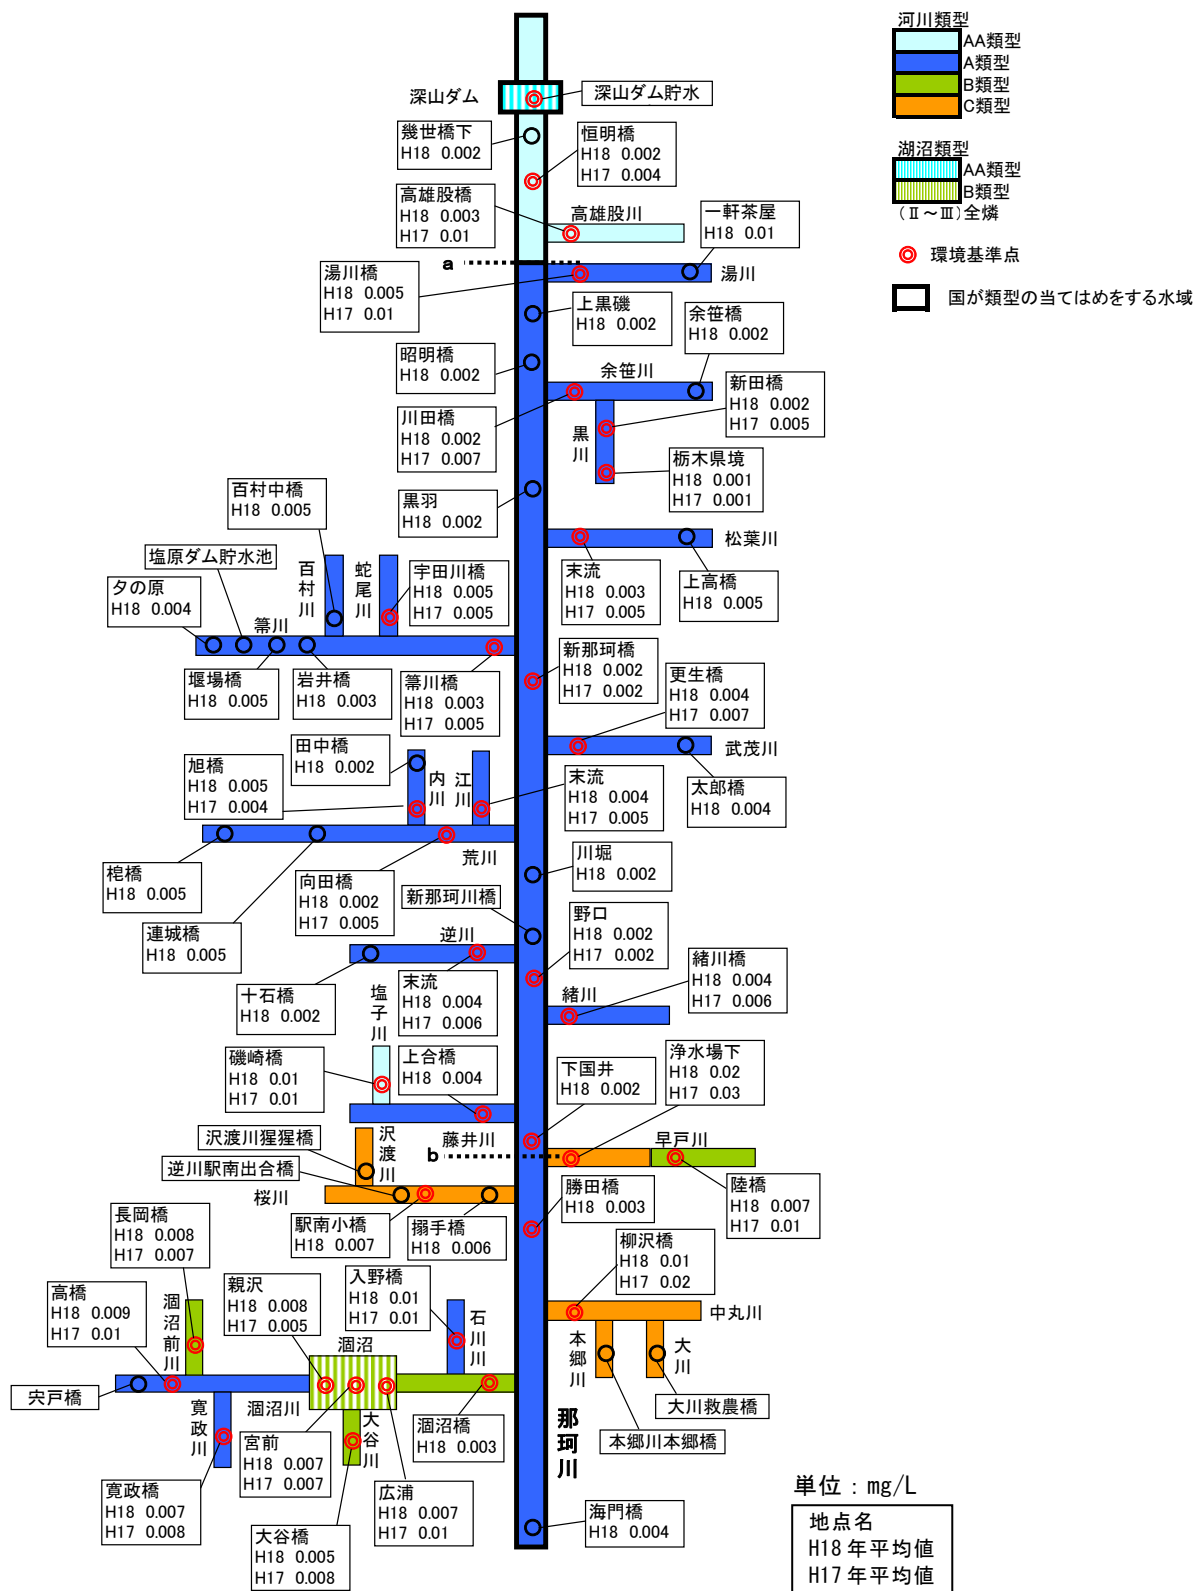 河川類型
AA類型
A類型
B類型
C類型
湖沼類型
AA類型
B類型
(Ⅱ～Ⅲ)全燐
環境基準点
国が類型の当てはめをする水域
深山ダム
深山ダム貯水
幾世橋下
H18 0.002
恒明橋
H18 0.002
H17 0.004
高雄股橋
H18 0.003
H17 0.01
高雄股川
一軒茶屋
H18 0.01
a
湯川橋
H18 0.005
H17 0.01
湯川
上黒磯
H18 0.002
余笹橋
H18 0.002
昭明橋
H18 0.002
余笹川
新田橋
H18 0.002
H17 0.005
川田橋
H18 0.002
H17 0.007
黒川
栃木県境
H18 0.001
H17 0.001
百村中橋
H18 0.005
黒羽
H18 0.002
松葉川
塩原ダム貯水池
百村川
蛇尾川
宇田川橋
H18 0.005
H17 0.005
末流
H18 0.003
H17 0.005
上高橋
H18 0.005
夕の原
H18 0.004
箒川
堰場橋
H18 0.005
岩井橋
H18 0.003
箒川橋
H18 0.003
H17 0.005
新那珂橋
H18 0.002
H17 0.002
更生橋
H18 0.004
H17 0.007
武茂川
田中橋
H18 0.002
旭橋
H18 0.005
H17 0.004
内川
江川
末流
H18 0.004
H17 0.005
太郎橋
H18 0.004
荒川
川堀
H18 0.002
H18 0.005
向田橋
H18 0.002
H17 0.005
新那珂川橋
連城橋
H18 0.005
野口
H18 0.002
H17 0.002
逆川
緒川橋
H18 0.004
H17 0.006
十石橋
H18 0.002
塩子川
末流
H18 0.004
H17 0.006
緒川
磯崎橋
H18 0.01
H17 0.01
上合橋
H18 0.004
下国井
H18 0.002
浄水場下
H18 0.02
H17 0.03
沢渡川猩猩橋
沢渡川
藤井川
b
早戸川
逆川駅南出合橋
桜川
勝田橋
H18 0.003
陸橋
H18 0.007
H17 0.01
長岡橋
H18 0.008
H17 0.007
駅南小橋
H18 0.007
搦手橋
H18 0.006
柳沢橋
H18 0.01
H17 0.02
高橋
H18 0.009
H17 0.01
涸沼前川
親沢
H18 0.008
H17 0.005
入野橋
H18 0.01
H17 0.01
石川川
中丸川
涸沼
本郷川
大川
宍戸橋
寛政川
涸沼川
大谷川
涸沼橋
H18 0.003
大川救農橋
那珂川
本郷川本郷橋
宮前
H18 0.007
H17 0.007
寛政橋
H18 0.007
H17 0.008
広浦
H18 0.007
H17 0.01
大谷橋
H18 0.005
H17 0.008
海門橋
H18 0.004
単位：mg/L
地点名
H18年平均値
H17年平均値